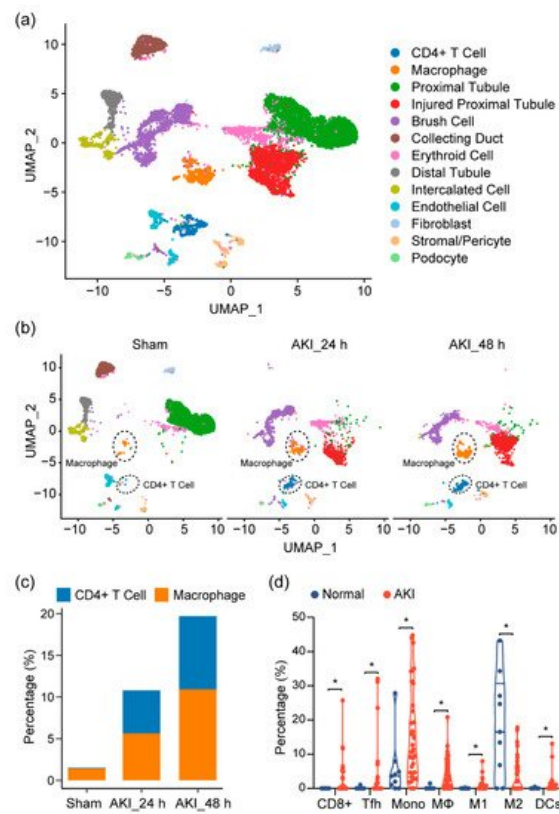 (a)
10
5
0
−5
−10
UMAP_2
−10
−5
0
5
10
UMAP_1
CD4+ T Cell
Macrophage
Proximal Tubule
Injured Proximal Tubule
Brush Cell
Collecting Duct
Erythroid Cell
Distal Tubule
Intercalated Cell
Endothelial Cell
Fibroblast
Stromal/Pericyte
Podocyte
(b)
Sham
AKI_24 h
AKI_48 h
10
5
0
−5
−10
UMAP_2
Macrophage
CD4+ T Cell
Macrophage
CD4+ T Cell
Macrophage
CD4+ T Cell
−10 −5 0 5 10
−10 −5 0 5 10
−10 −5 0 5 10
UMAP_1
(c)
CD4+ T Cell
Macrophage
20
15
10
5
0
Percentage (%)
Sham
AKI_24 h
AKI_48 h
(d)
Normal
AKI
50
40
30
20
10
0
Percentage (%)
* * * * * * *
CD8+ Tfh Mono MΦ M1 M2 DCs